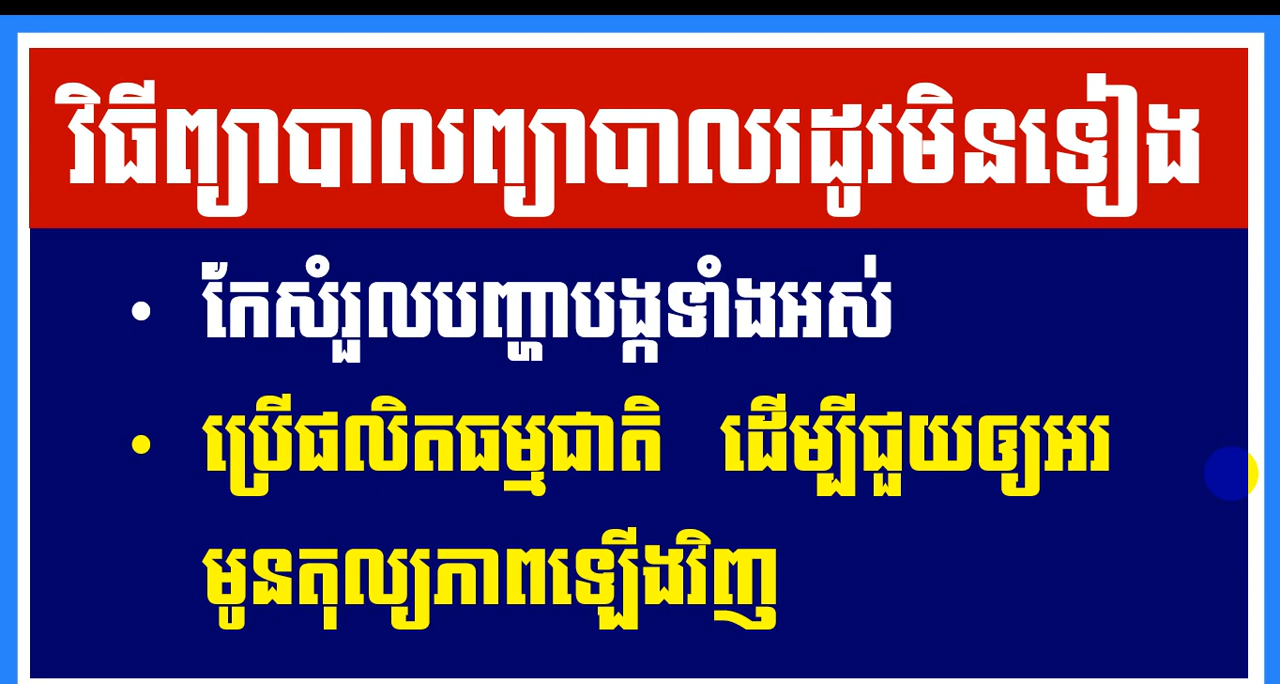 វិធីព្យាបាលព្យាបាលរដូវមិនទៀង
• កែសំរួលបញ្ហាបង្កទាំងអស់
• ប្រើផលិតធម្មជាតិ ដើម្បីជួយឲ្យអរ
មូនតុល្យភាពឡើងវិញ